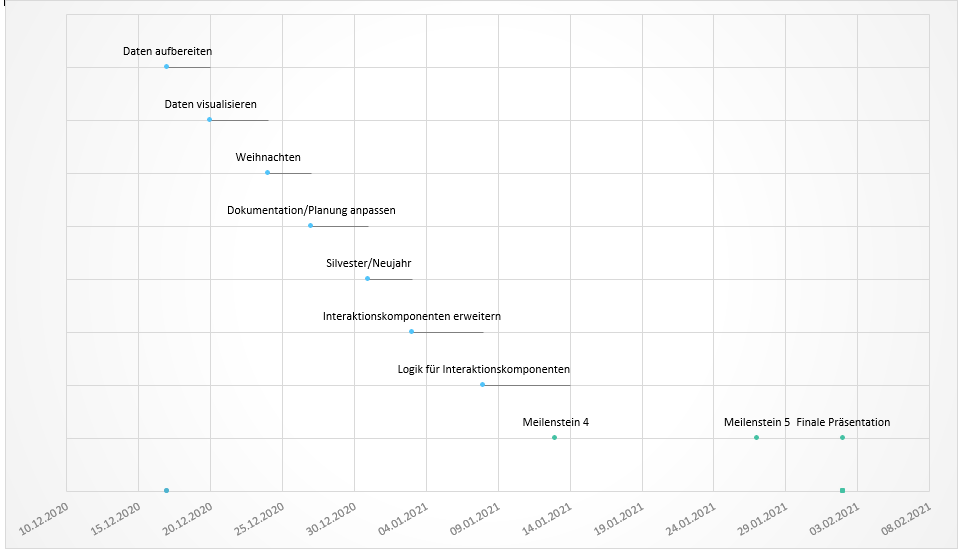 Daten aufbereiten
Daten visualisieren
Weihnachten
Dokumentation/Planung anpassen
Silvester/Neujahr
Interaktionskomponenten erweitern
Logik für Interaktionskomponenten
Meilenstein 4 Meilenstein 5 Finale Präsentation
10.12.2020 15.12.2020 20.12.2020 25.12.2020 30.12.2020 04.01.2021 09.01.2021 14.01.2021 19.01.2021 24.01.2021 29.01.2021 03.02.2021 08.02.2021